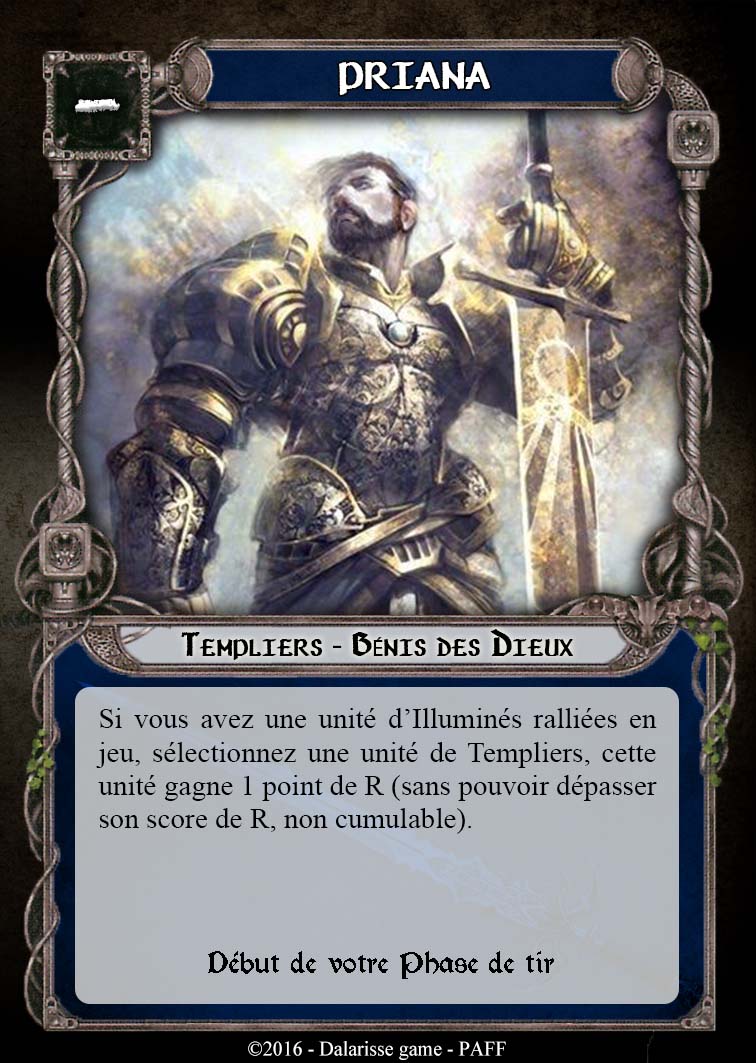 PRIANA
Templiers - Bénis des Dieux
Si vous avez une unité d’Illuminés ralliées en
jeu, sélectionnez une unité de Templiers, cette
unité gagne 1 point de R (sans pouvoir dépasser
son score de R, non cumulable).
Début de votre Phase de tir
©2016 - Dalarisse game - PAFF